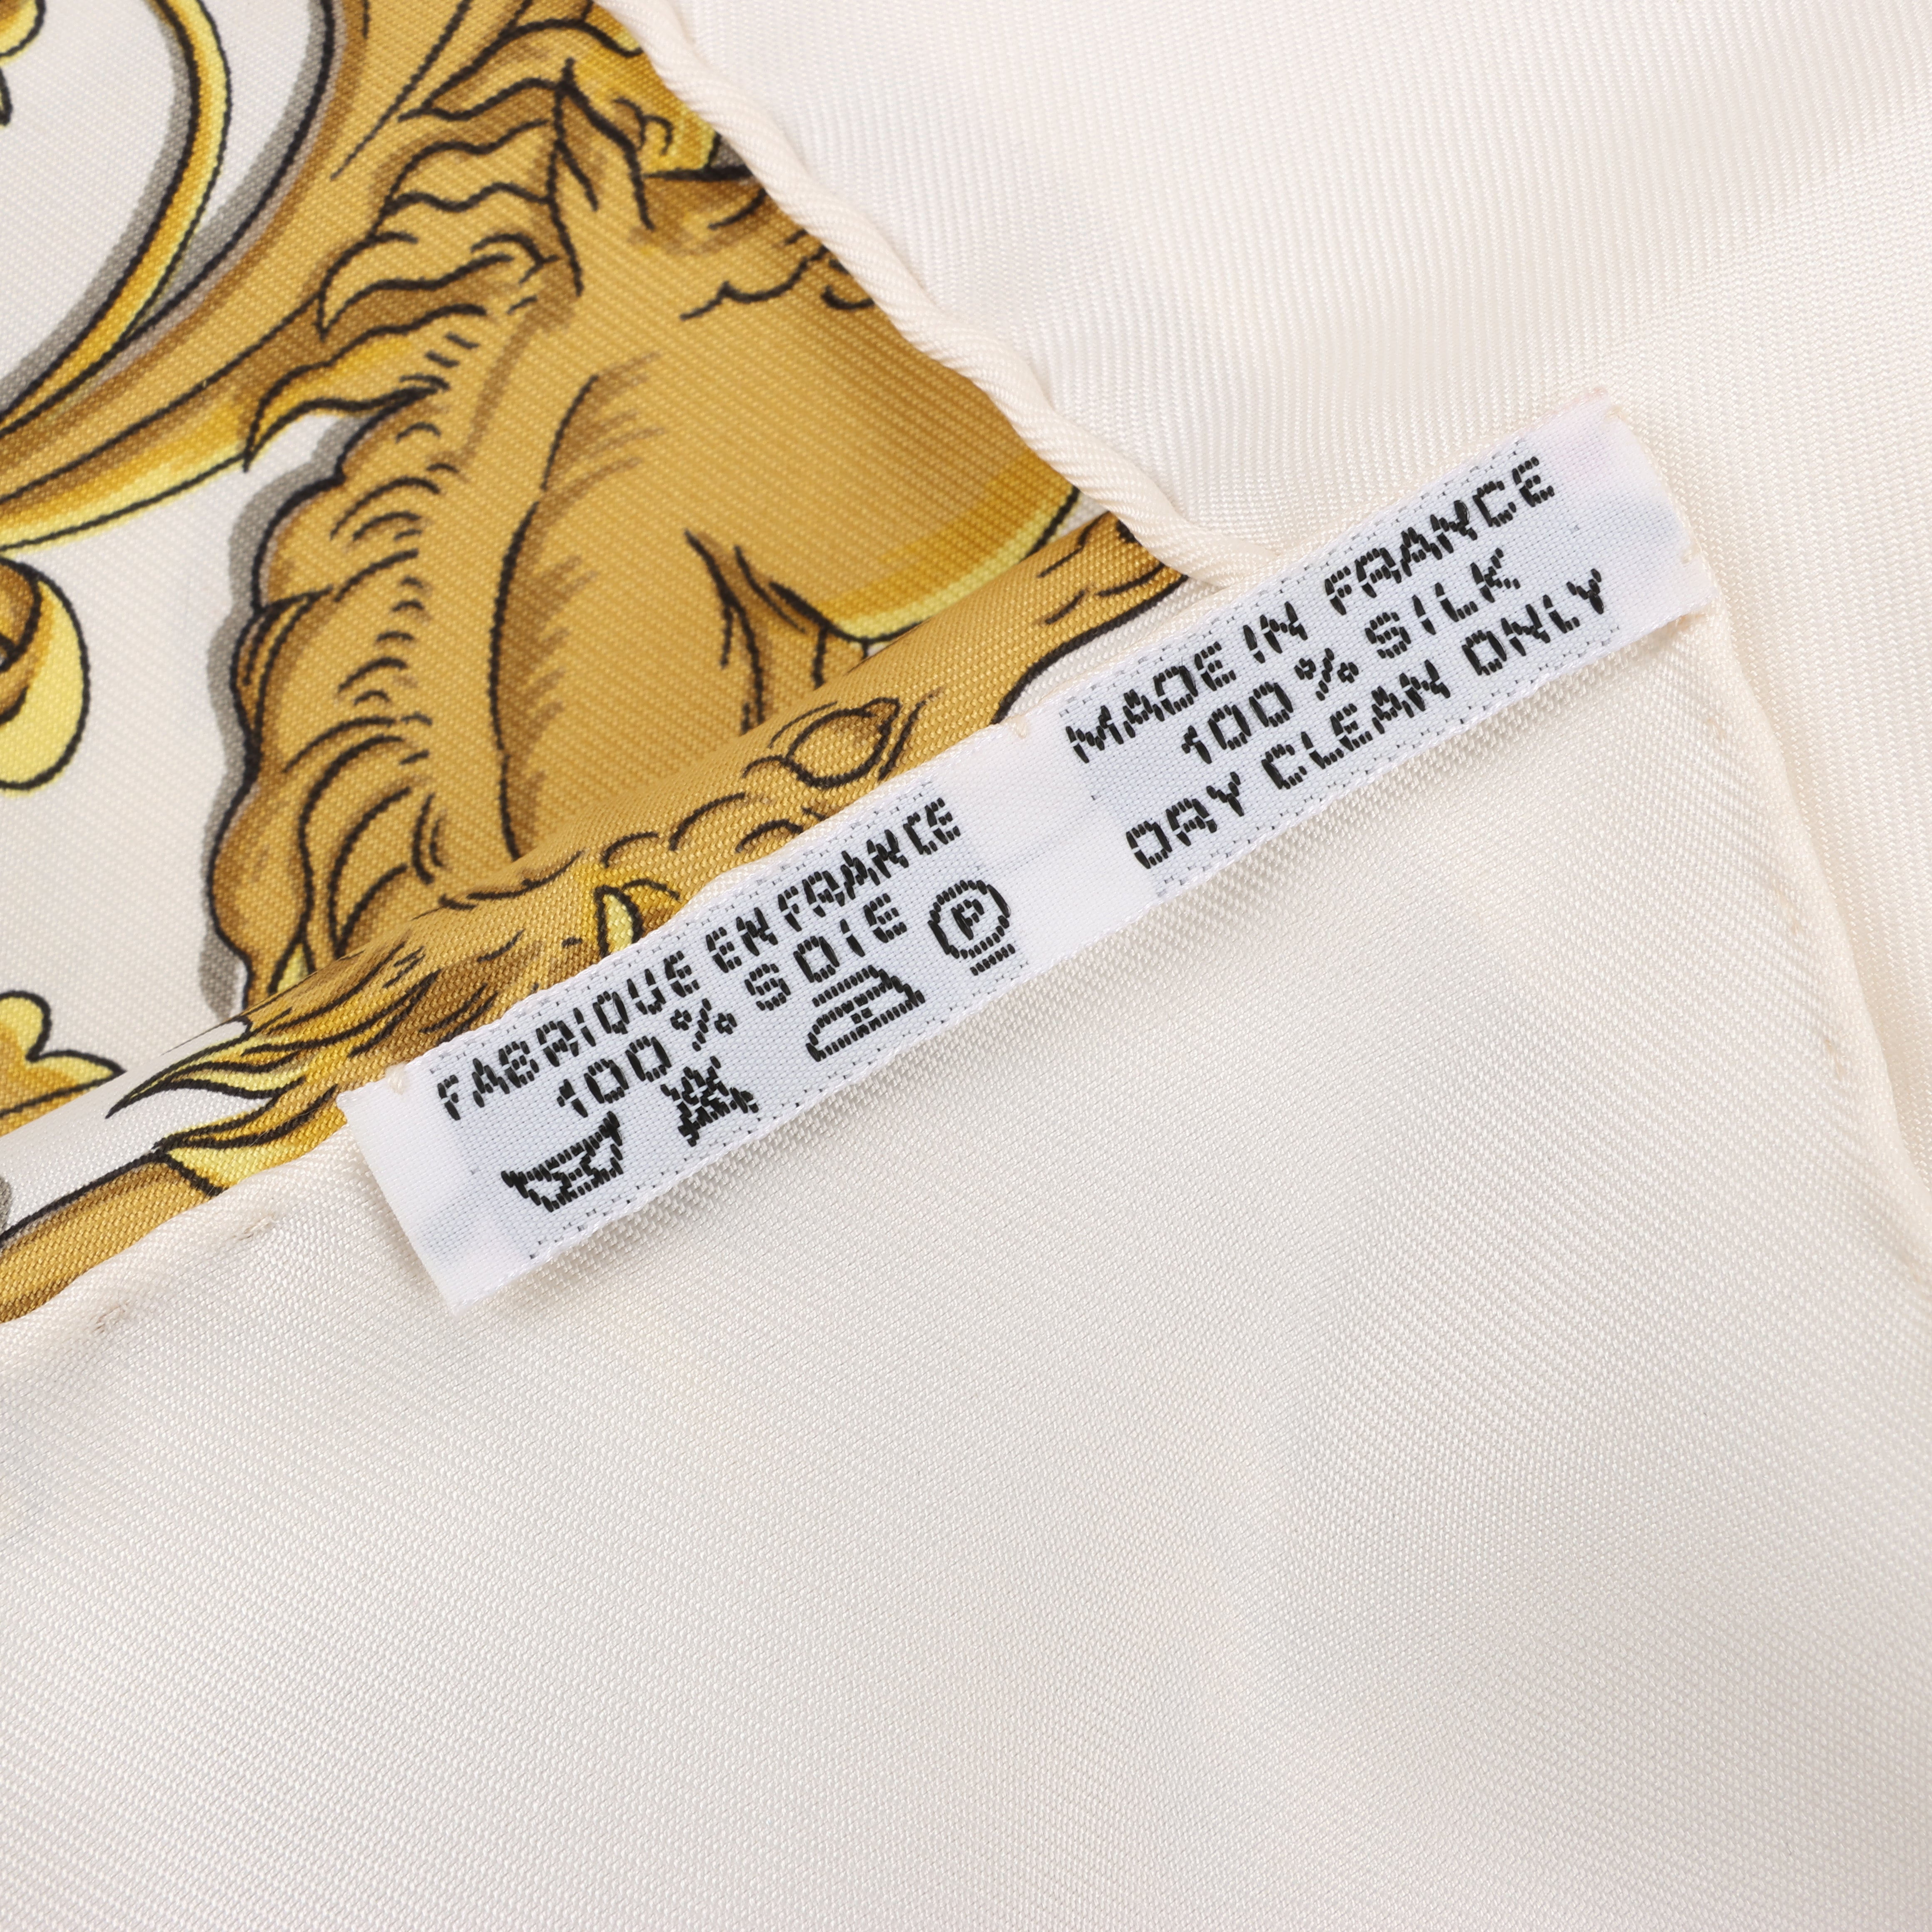 FABRIQUE EN FRANCE
100% SOIE
P
MADE IN FRANCE
100% SILK
DRY CLEAN ONLY